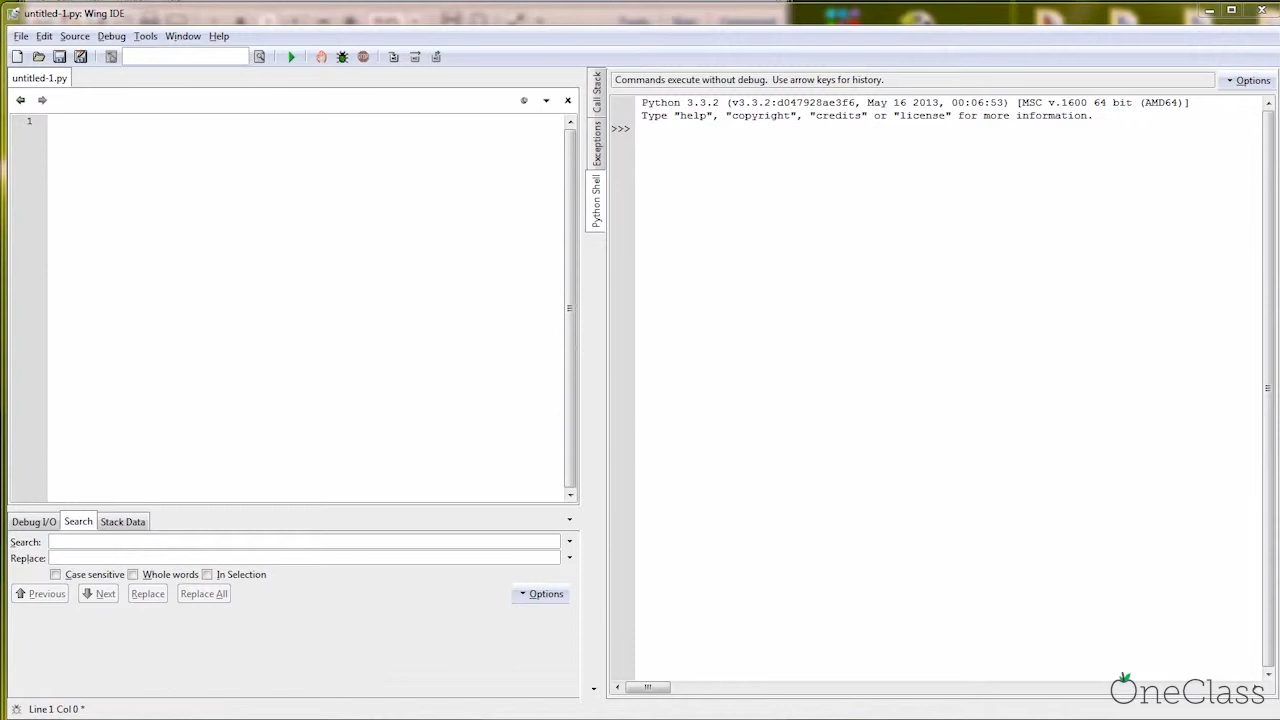 untitled-1.py: Wing IDE
File Edit Source Debug Tools Window Help
untitled-1.py
1
Call Stack
Exceptions
Python Shell
Commands execute without debug. Use arrow keys for history.
Options
Python 3.3.2 (v3.3.2:d047928ae3f6, May 16 2013, 00:06:53) [MSC v.1600 64 bit (AMD64)]
Type "help", "copyright", "credits" or "license" for more information.
>>>
Debug I/O Search Stack Data
Search:
Replace:
Case sensitive Whole words In Selection
Previous Next Replace Replace All Options
Line 1 Col 0 *
OneClass